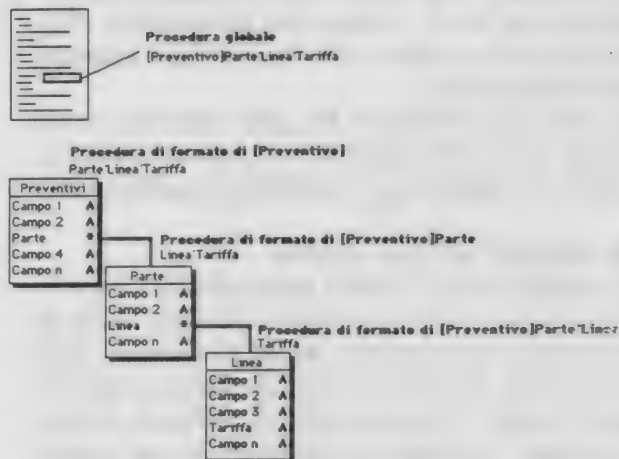 Procedura globale
[Preventivo]Parte'Linea'Tariffa
Procedura di formato di [Preventivo]
Parte'Linea'Tariffa
Preventivi
Campo 1 A
Campo 2 A
Parte *
Campo 4 A
Campo n A
Procedura di formato di [Preventivo]Parte
Linea'Tariffa
Parte
Campo 1 A
Campo 2 A
Linea *
Campo n A
Procedura di formato di [Preventivo]Parte'Linea
Tariffa
Linea
Campo 1 A
Campo 2 A
Campo 3 A
Tariffa A
Campo n A